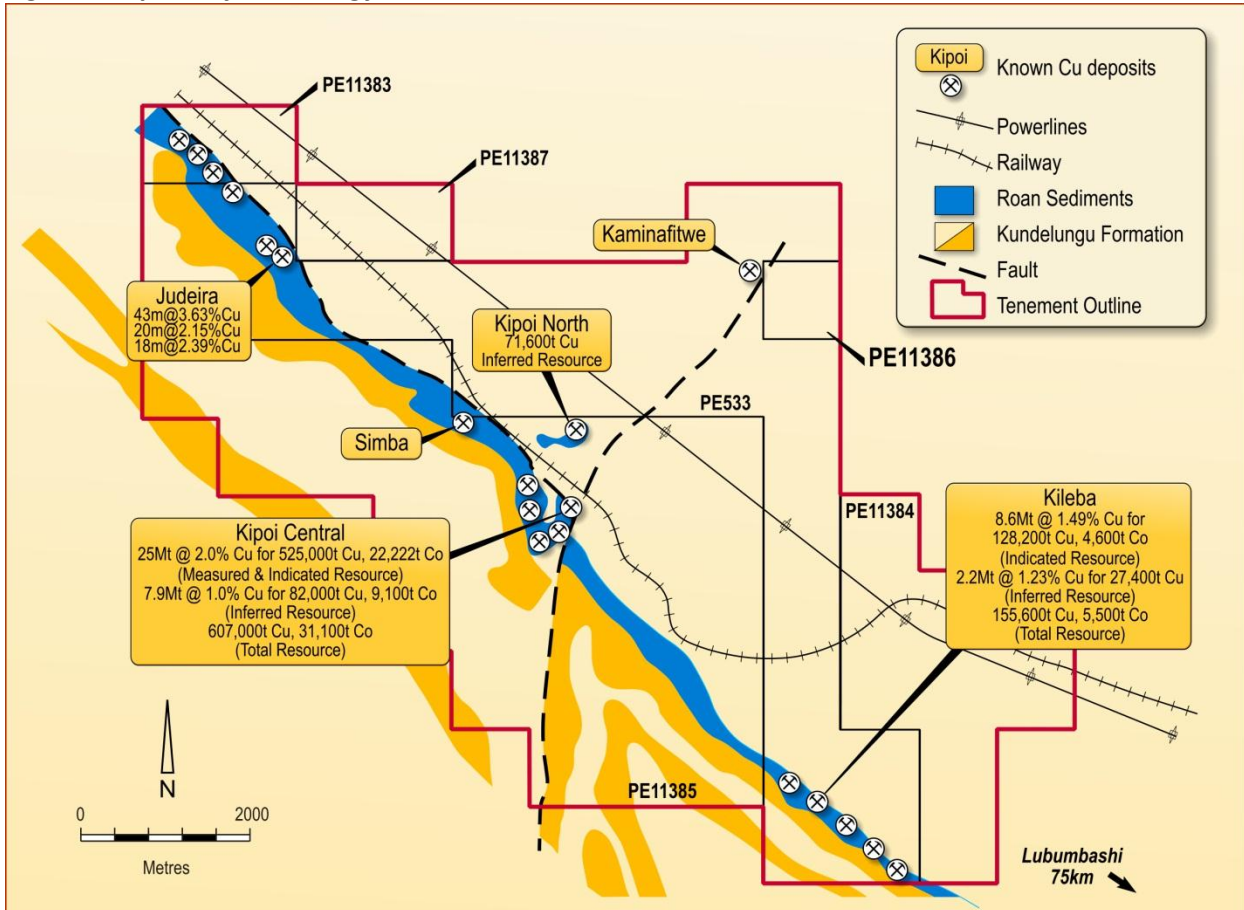 PE11383
PE11387
Kaminafitwe
Judeira
43m@3.63%Cu
20m@2.15%Cu
18m@2.39%Cu
Kipoi North
71,600t Cu
Inferred Resource
PE11386
PE533
Simba
Kipoi Central
25Mt @ 2.0% Cu for 525,000t Cu, 22,222t Co
(Measured & Indicated Resource)
7.9Mt @ 1.0% Cu for 82,000t Cu, 9,100t Co
(Inferred Resource)
607,000t Cu, 31,100t Co
(Total Resource)
PE11384
Kileba
8.6Mt @ 1.49% Cu for
128,200t Cu, 4,600t Co
(Indicated Resource)
2.2Mt @ 1.23% Cu for 27,400t Cu
(Inferred Resource)
155,600t Cu, 5,500t Co
(Total Resource)
PE11385
N
0 2000
Metres
Lubumbashi
75km
Kipoi
Known Cu deposits
Powerlines
Railway
Roan Sediments
Kundelungu Formation
Fault
Tenement Outline